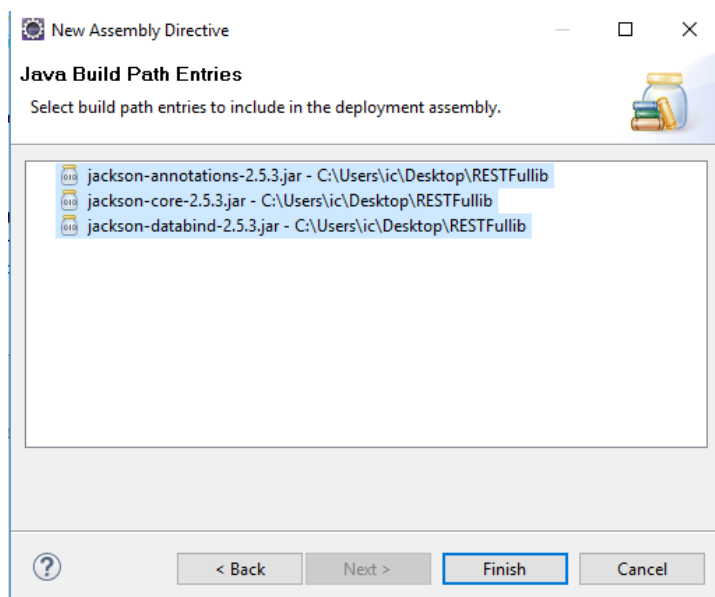 New Assembly Directive
Java Build Path Entries
Select build path entries to include in the deployment assembly.
jackson-annotations-2.5.3.jar - C:\Users\ic\Desktop\RESTFullib
jackson-core-2.5.3.jar - C:\Users\ic\Desktop\RESTFullib
jackson-databind-2.5.3.jar - C:\Users\ic\Desktop\RESTFullib
< Back Next > Finish Cancel